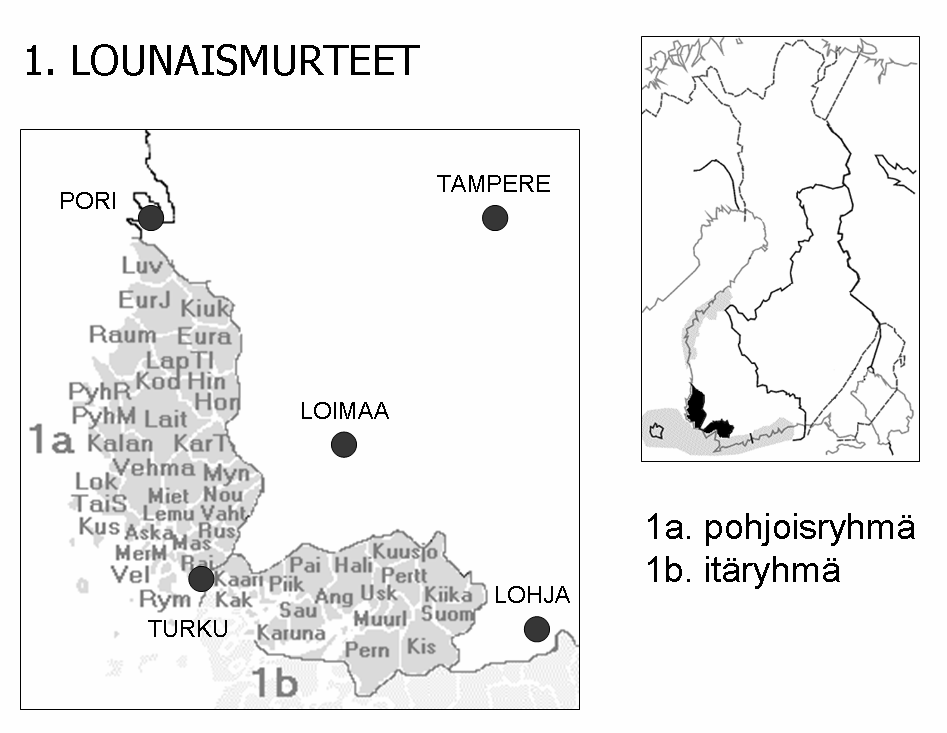 1. LOUNAISMURTEET
PORI
TAMPERE
Luv
EurJ Kiuk
Raum Eura
LapTl
Kod Hin
PyhR Hon
PyhM Lait
LOIMAA
1a Kalan KarT
Vehma Myn
Lok Miet Nou
TaiS Lemu Vaht
Kus Aska Rus
MerM Mas
Vel Rai
Rym Kaari
Kak
TURKU
Kuusjo
Pai Hali
Piik Pertt
Ang Usk Kiika
Sau Muurl Suom
Karuna
Pern Kis
LOHJA
1b
1a. pohjoisryhmä
1b. itäryhmä